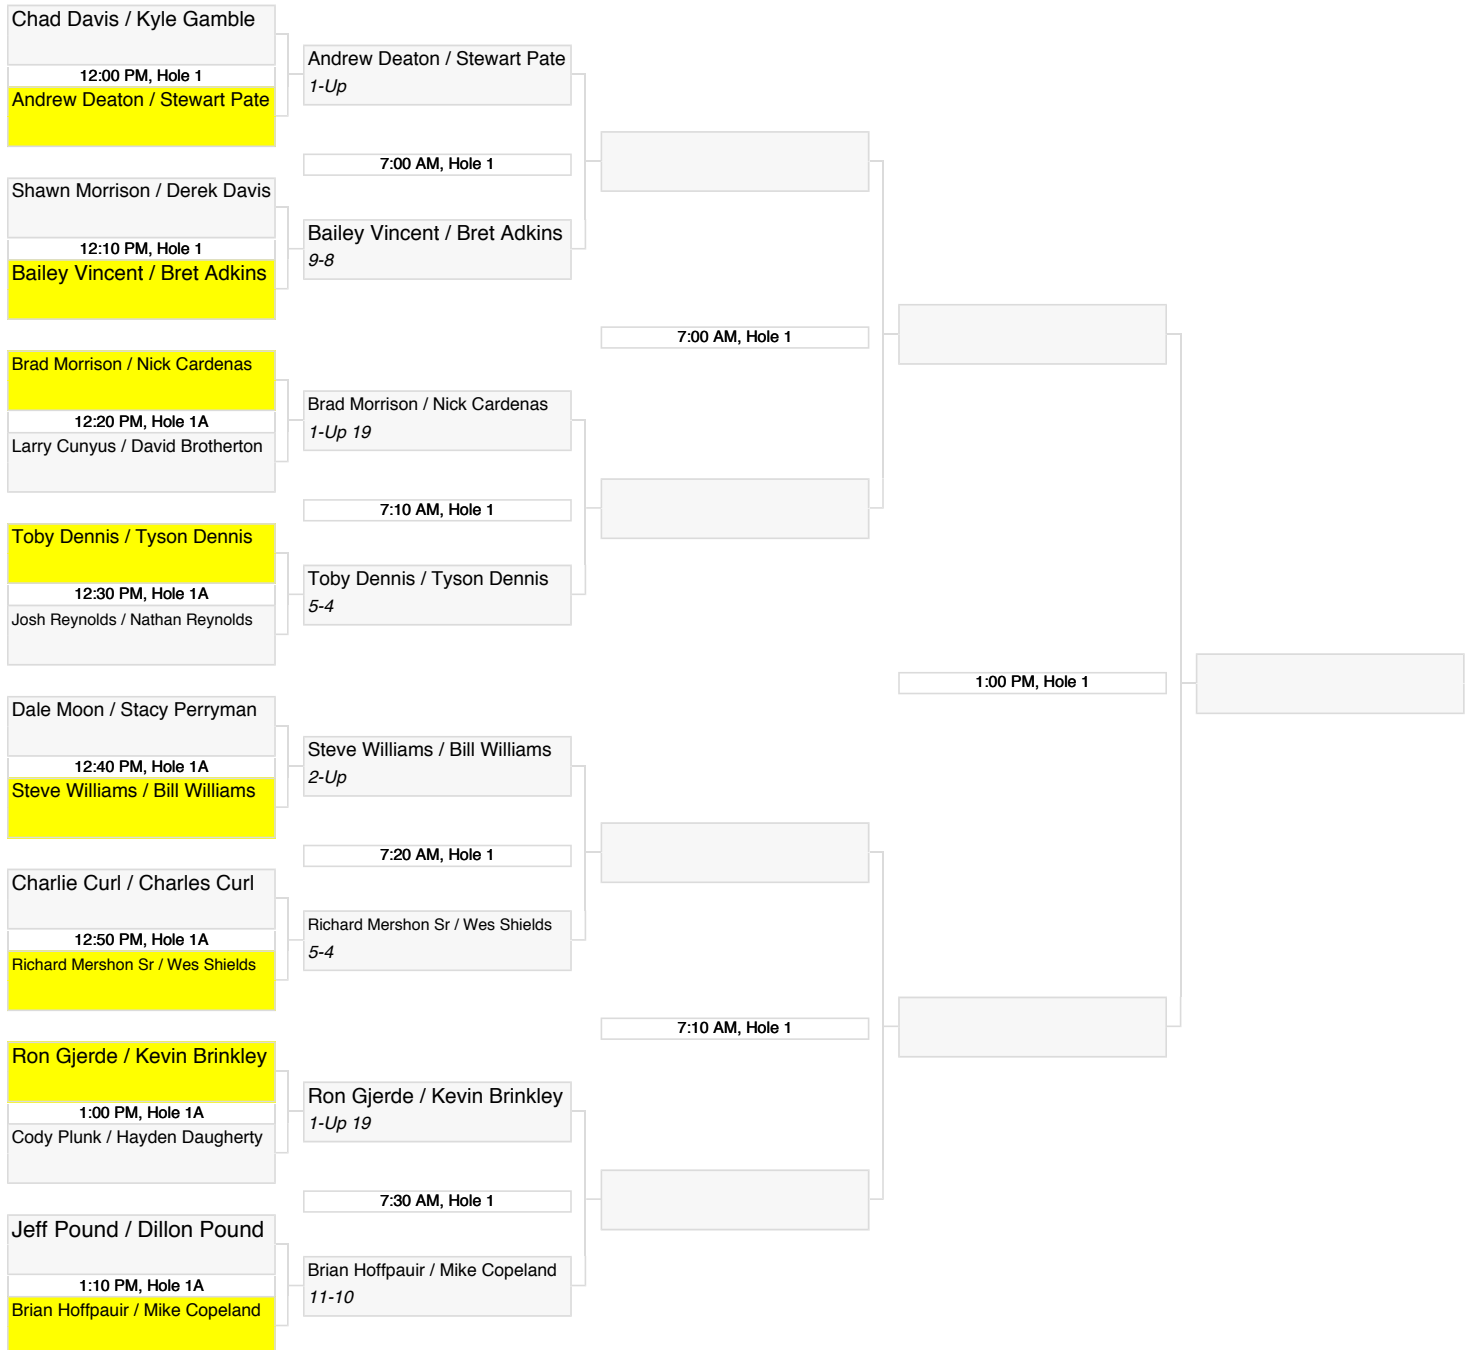 Chad Davis / Kyle Gamble
12:00 PM, Hole 1
Andrew Deaton / Stewart Pate
Shawn Morrison / Derek Davis
12:10 PM, Hole 1
Bailey Vincent / Bret Adkins
Brad Morrison / Nick Cardenas
12:20 PM, Hole 1A
Larry Cunyus / David Brotherton
Toby Dennis / Tyson Dennis
12:30 PM, Hole 1A
Josh Reynolds / Nathan Reynolds
Dale Moon / Stacy Perryman
12:40 PM, Hole 1A
Steve Williams / Bill Williams
Charlie Curl / Charles Curl
12:50 PM, Hole 1A
Richard Mershon Sr / Wes Shields
Ron Gjerde / Kevin Brinkley
1:00 PM, Hole 1A
Cody Plunk / Hayden Daugherty
Jeff Pound / Dillon Pound
1:10 PM, Hole 1A
Brian Hoffpauir / Mike Copeland
Andrew Deaton / Stewart Pate
1-Up
7:00 AM, Hole 1
Bailey Vincent / Bret Adkins
9-8
Brad Morrison / Nick Cardenas
1-Up 19
7:10 AM, Hole 1
Toby Dennis / Tyson Dennis
5-4
Steve Williams / Bill Williams
2-Up
7:20 AM, Hole 1
Richard Mershon Sr / Wes Shields
5-4
Ron Gjerde / Kevin Brinkley
1-Up 19
7:30 AM, Hole 1
Brian Hoffpauir / Mike Copeland
11-10
7:00 AM, Hole 1
7:10 AM, Hole 1
1:00 PM, Hole 1